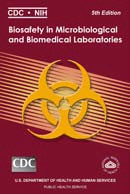 CDC • NIH
5th Edition
Biosafety in Microbiological
and Biomedical Laboratories
CDC
U.S. DEPARTMENT OF HEALTH AND HUMAN SERVICES
PUBLIC HEALTH SERVICE